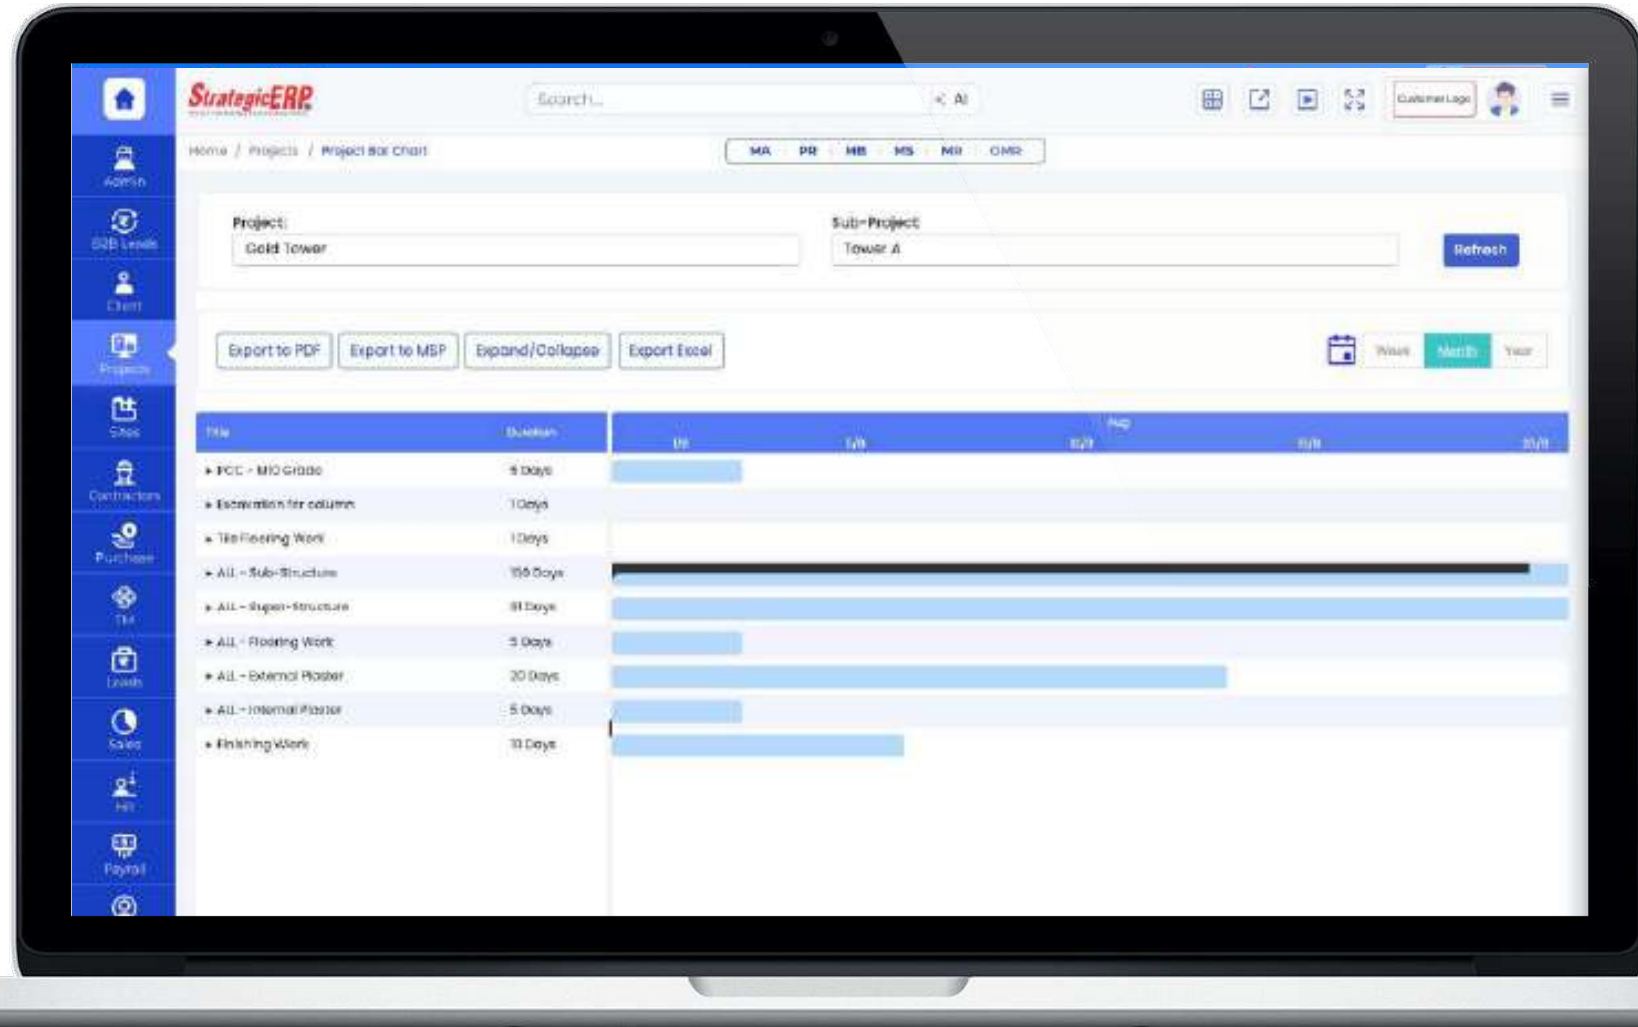 StrategicERP
Search...
AI
Customer Logo
Home / Projects / Project Bar Chart
MA PR MB MS MR OMR
Admin
B2B Leads
Client
Projects
Sites
Contractors
Purchase
TM
Leads
Sales
HR
Payroll
Project:
Gold Tower
Sub-Project:
Tower A
Refresh
Export to PDF
Export to MSP
Expand/Collapse
Export Excel
Week
Month
Year
Title
Duration
Aug
PCC - M10 Grade
Excavation for column
1 Days
Tile Flooring Work
1 Days
ALL - Sub-Structure
ALL - Super-Structure
ALL - Flooring Work
5 Days
ALL - External Plaster
20 Days
ALL - Internal Plaster
5 Days
Finishing Work